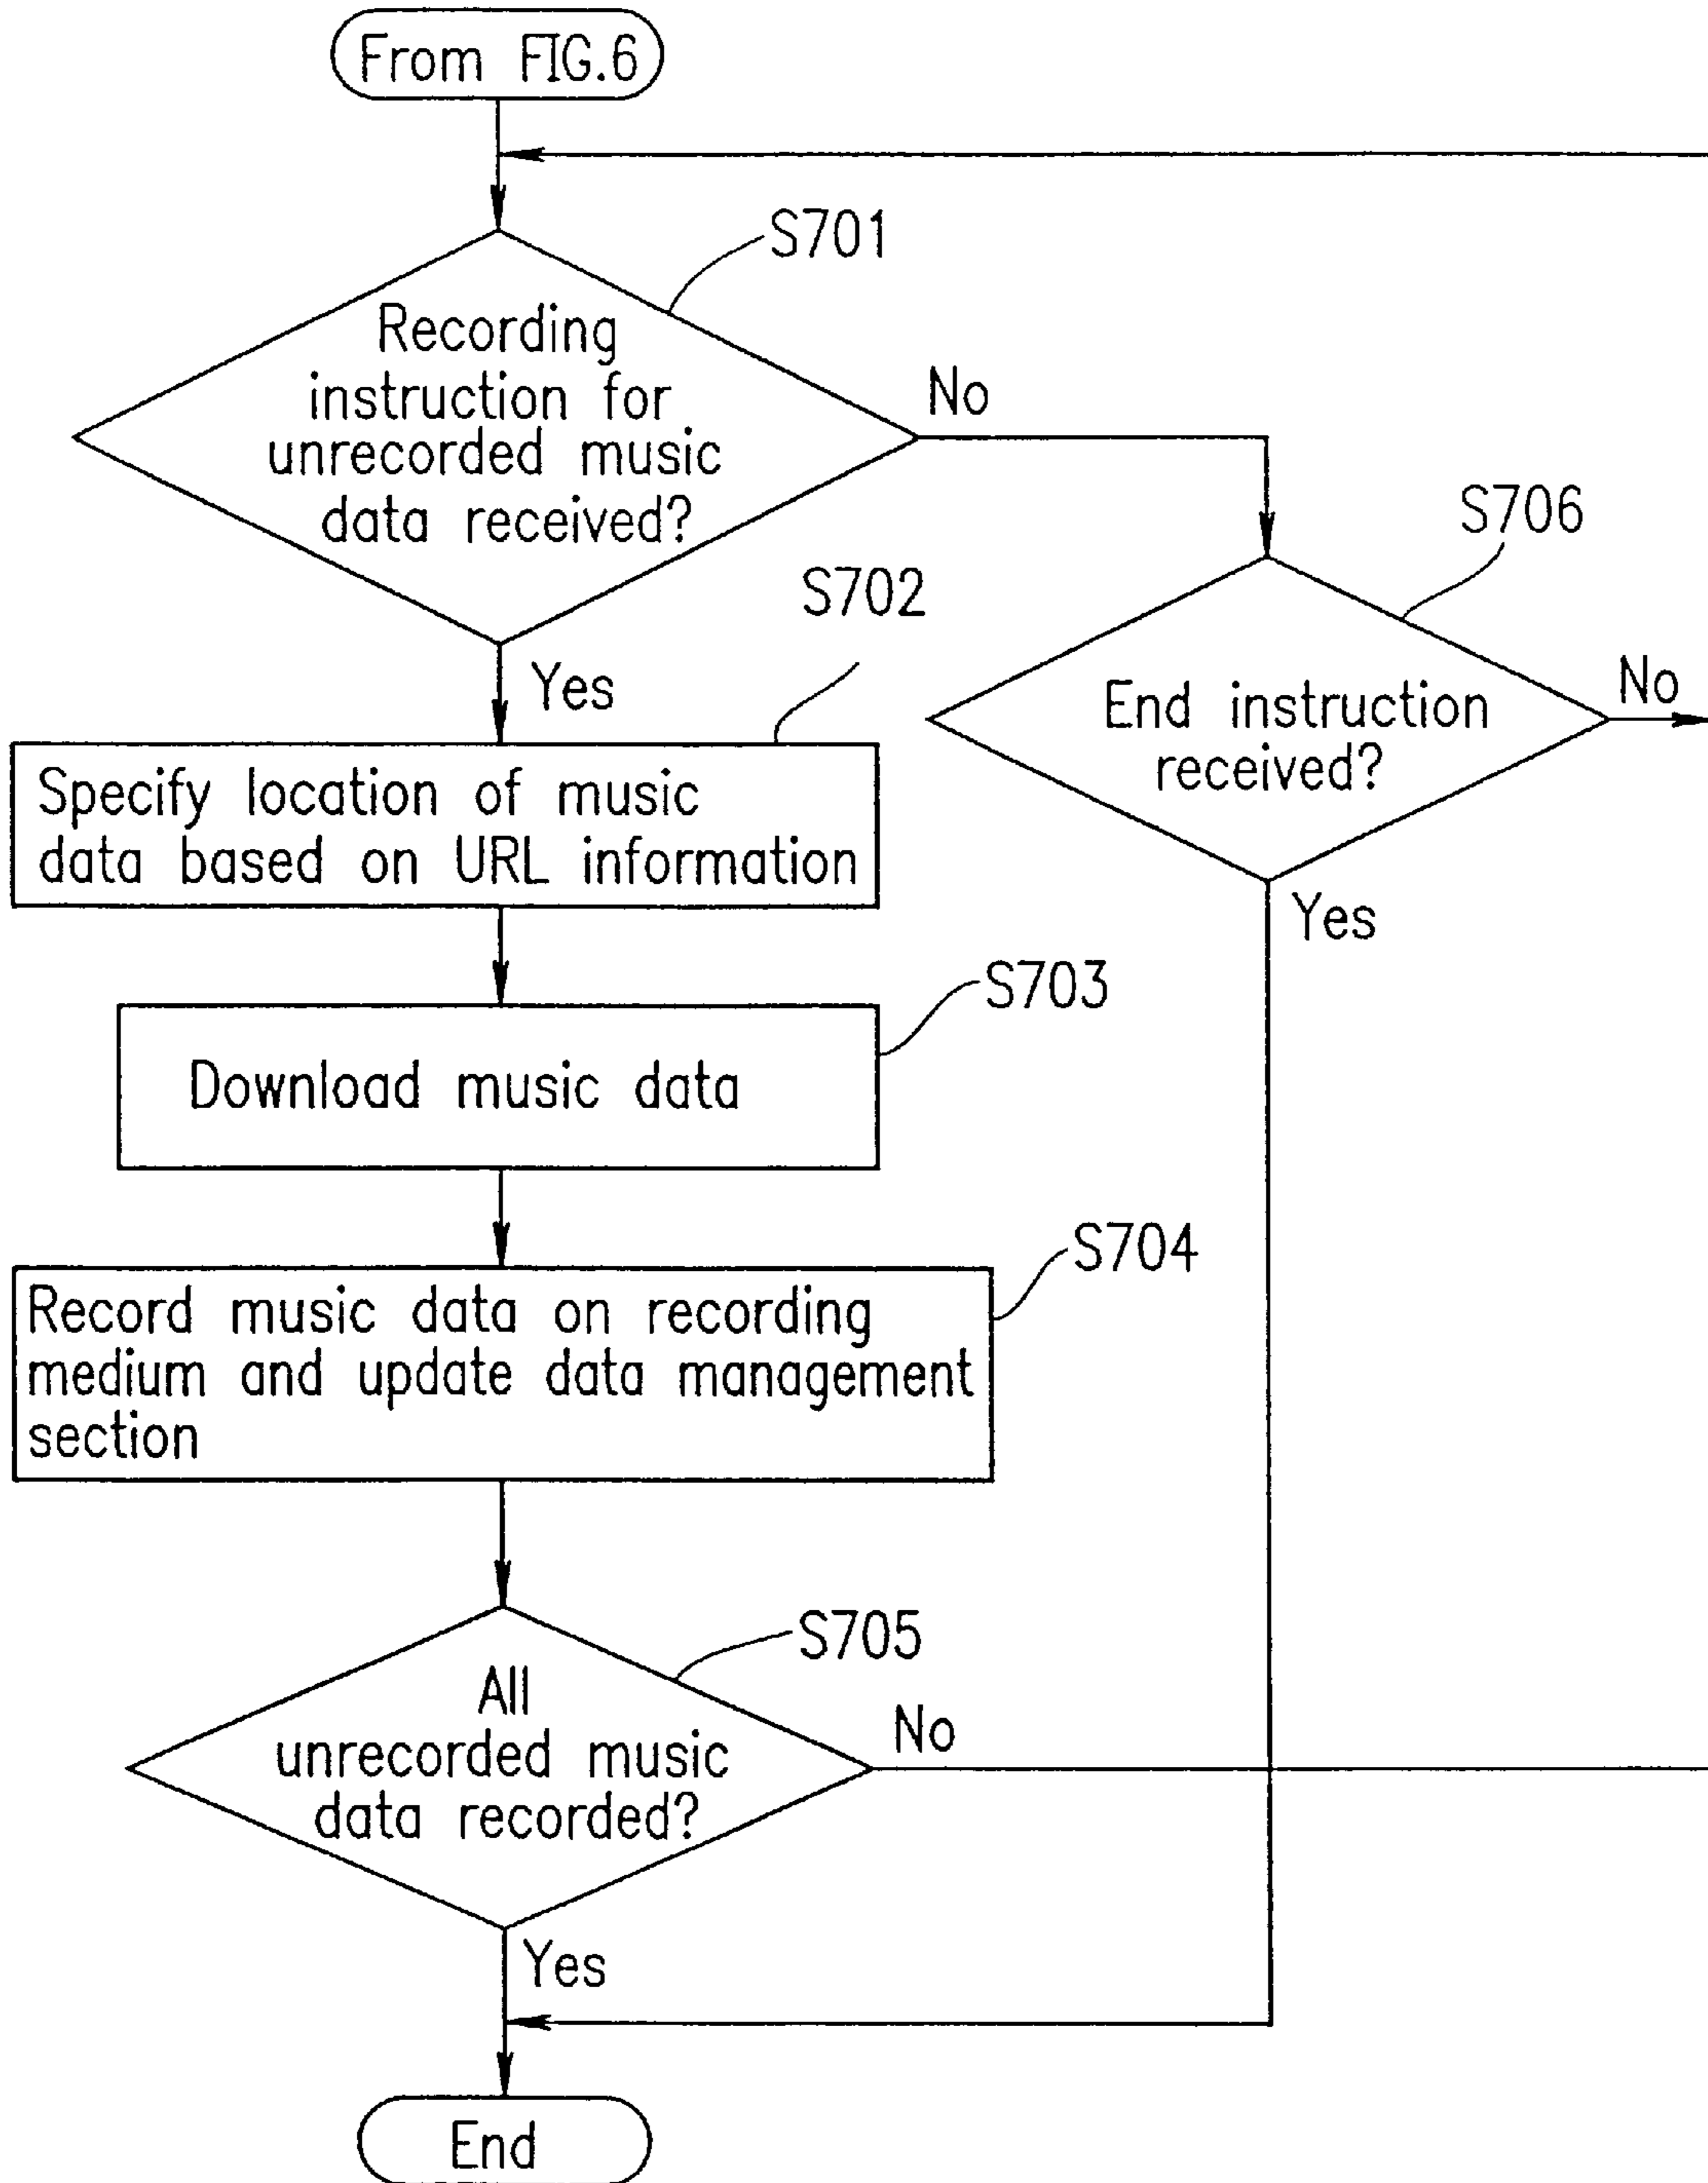 From FIG.6
S701
Recording
instruction for
unrecorded music
data received?
No
S706
S702
Yes
End instruction
received?
No
Specify location of music
data based on URL information
Yes
S703
Download music data
S704
Record music data on recording
medium and update data management
section
S705
All
unrecorded music
data recorded?
No
Yes
End